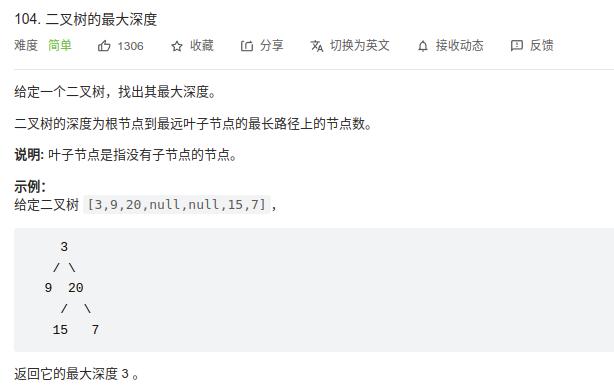 104. 二叉树的最大深度
难度 简单 1306 收藏 分享 切换为英文 接收动态 反馈
给定一个二叉树，找出其最大深度。
二叉树的深度为根节点到最远叶子节点的最长路径上的节点数。
说明: 叶子节点是指没有子节点的节点。
示例：
给定二叉树 [3,9,20,null,null,15,7]，
3
/ \
9 20
/ \
15 7
返回它的最大深度 3 。